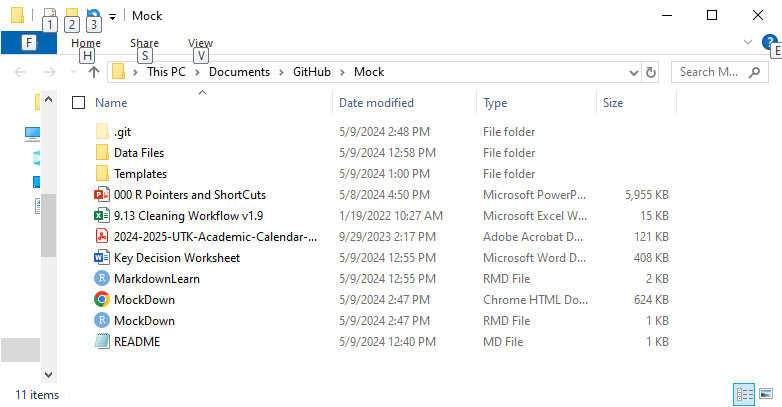 1 2 3 Mock
F Home Share View
H S V E
This PC Documents GitHub Mock Search M...
Name Date modified Type Size
.git 5/9/2024 2:48 PM File folder
Data Files 5/9/2024 12:58 PM File folder
Templates 5/9/2024 1:00 PM File folder
000 R Pointers and ShortCuts 5/8/2024 4:50 PM Microsoft PowerP... 5,955 KB
9.13 Cleaning Workflow v1.9 1/19/2022 10:27 AM Microsoft Excel W... 15 KB
2024-2025-UTK-Academic-Calendar-... 9/29/2023 2:17 PM Adobe Acrobat D... 121 KB
Key Decision Worksheet 5/9/2024 12:55 PM Microsoft Word D... 408 KB
MarkdownLearn 5/9/2024 12:55 PM RMD File 2 KB
MockDown 5/9/2024 2:47 PM Chrome HTML Do... 624 KB
MockDown 5/9/2024 2:47 PM RMD File 1 KB
README 5/9/2024 12:40 PM MD File 1 KB
11 items